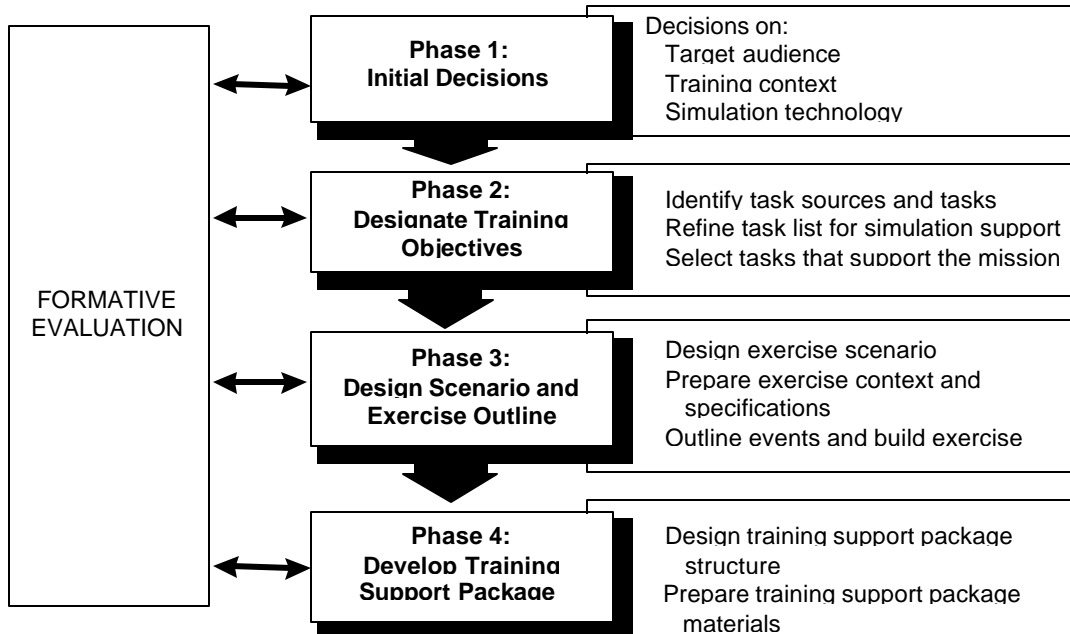 FORMATIVE
EVALUATION
Phase 1:
Initial Decisions
Decisions on:
Target audience
Training context
Simulation technology
Phase 2:
Designate Training
Objectives
Identify task sources and tasks
Refine task list for simulation support
Select tasks that support the mission
Phase 3:
Design Scenario and
Exercise Outline
Design exercise scenario
Prepare exercise context and
specifications
Outline events and build exercise
Phase 4:
Develop Training
Support Package
Design training support package
structure
Prepare training support package
materials